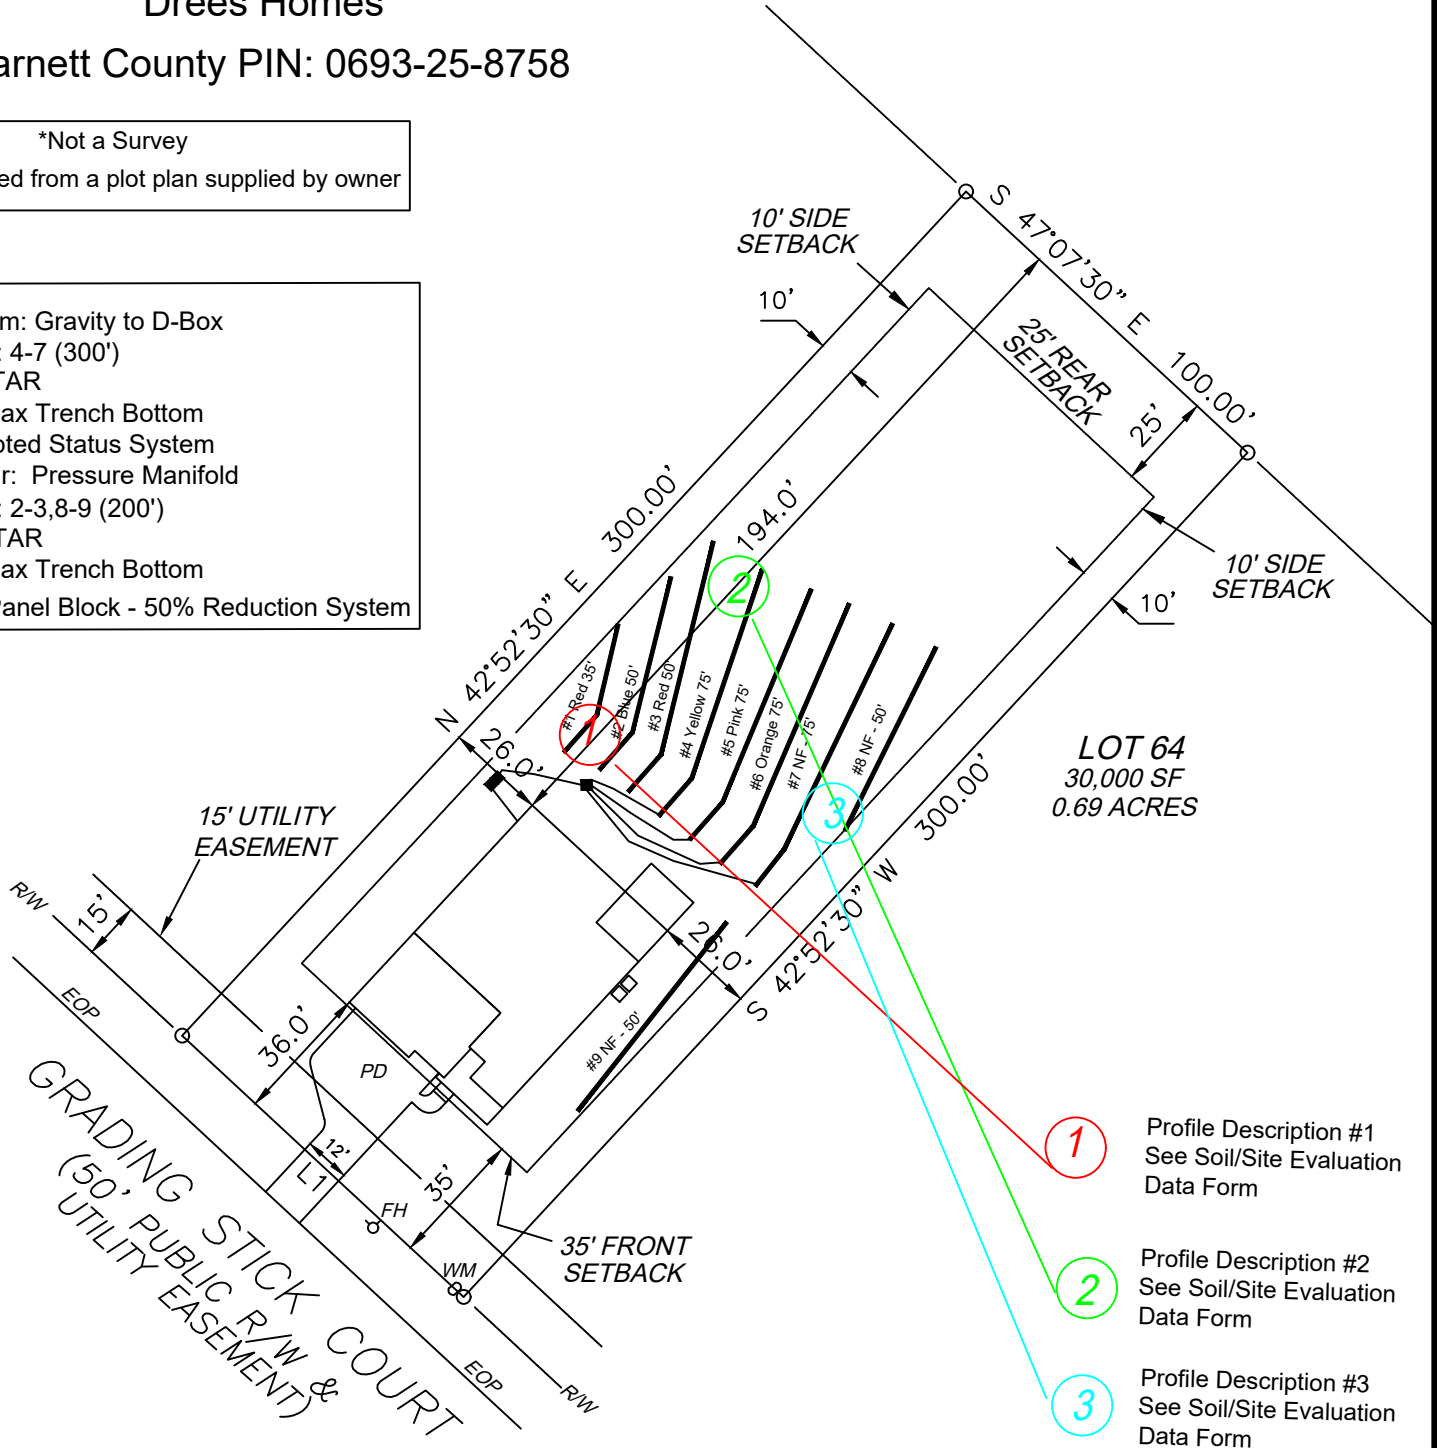 Drees Homes
arnett County PIN: 0693-25-8758
*Not a Survey
ed from a plot plan supplied by owner
m: Gravity to D-Box
: 4-7 (300')
TAR
ax Trench Bottom
pted Status System
r: Pressure Manifold
: 2-3,8-9 (200')
TAR
ax Trench Bottom
Panel Block - 50% Reduction System
10' SIDE
SETBACK
10'
S 47°07'30" E 100.00'
25' REAR
SETBACK
25'
N 42°52'30" E 300.00'
194.0'
10' SIDE
SETBACK
10'
#1 Red 35'
#2 Blue 50'
#3 Red 50'
#4 Yellow 75'
#5 Pink 75'
#6 Orange 75'
#7 NF - 75'
#8 NF - 50'
#9 NF - 50'
1
2
3
LOT 64
30,000 SF
0.69 ACRES
26.0'
26.0'
S 42°52'30" W 300.00'
15' UTILITY
EASEMENT
R/W
15'
EOP
36.0'
PD
12'
L1
FH
35'
WM
35' FRONT
SETBACK
GRADING STICK COURT
(50' PUBLIC R/W &
UTILITY EASEMENT)
EOP
R/W
1
Profile Description #1
See Soil/Site Evaluation
Data Form
2
Profile Description #2
See Soil/Site Evaluation
Data Form
3
Profile Description #3
See Soil/Site Evaluation
Data Form